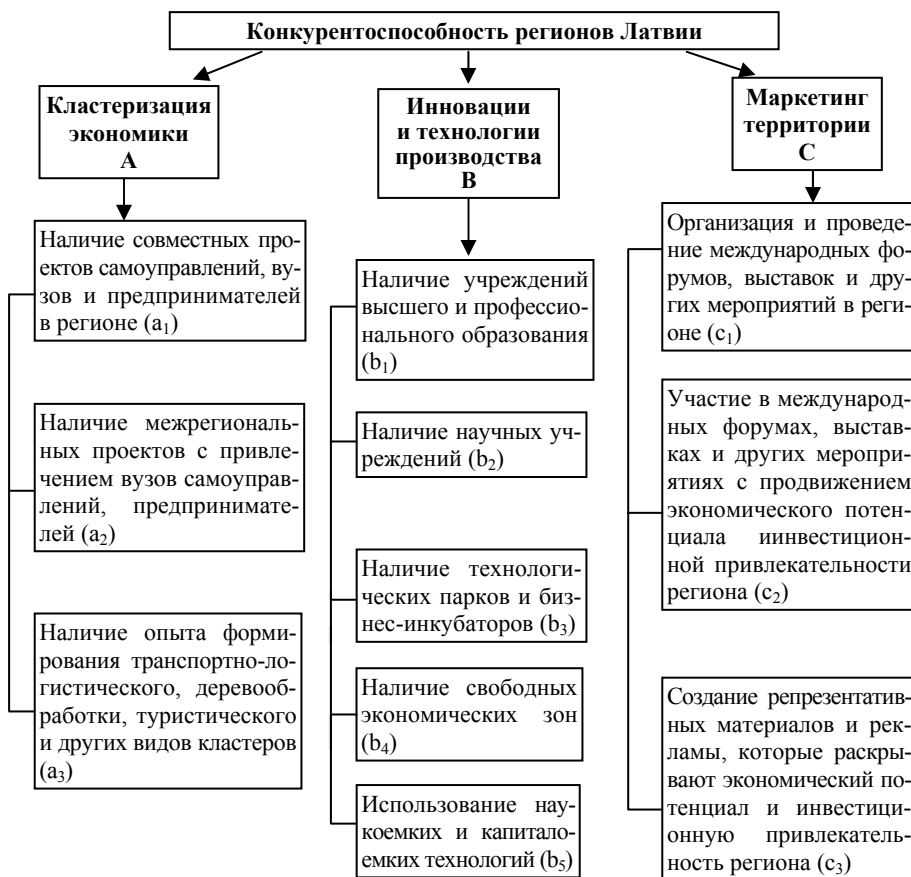 Конкурентоспособность регионов Латвии
Кластеризация
экономики
А
Наличие совместных про-
ектов самоуправлений, ву-
зов и предпринимателей
в регионе (a₁)
Наличие межрегиональ-
ных проектов с привле-
чением вузов самоуправ-
лений, предпринимате-
лей (a₂)
Наличие опыта форми-
рования транспортно-ло-
гистического, деревооб-
работки, туристического
и других видов кластеров
(a₃)
Инновации
и технологии
производства
В
Наличие учреждений
высшего и профессио-
нального образования
(b₁)
Наличие научных уч-
реждений (b₂)
Наличие технологи-
ческих парков и биз-
нес-инкубаторов (b₃)
Наличие свободных
экономических зон
(b₄)
Использование нау-
коемких и капитало-
емких технологий (b₅)
Маркетинг
территории
С
Организация и проведе-
ние международных фо-
румов, выставок и дру-
гих мероприятий в реги-
оне (c₁)
Участие в международ-
ных форумах, выстав-
ках и других меропри-
ятиях с продвижением
экономического потен-
циала иинвестицион-
ной привлекательности
региона (c₂)
Создание репрезентатив-
ных материалов и рек-
ламы, которые раскры-
вают экономический по-
тенциал и инвестици-
онную привлекатель-
ность региона (c₃)